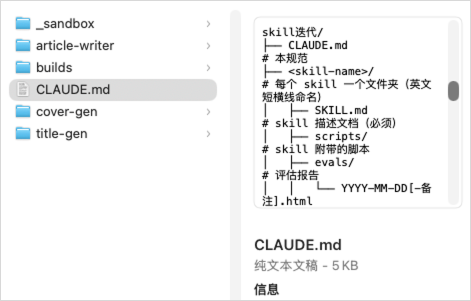 _sandbox
article-writer
builds
CLAUDE.md
cover-gen
title-gen
skill迭代/
├── CLAUDE.md
# 本规范
├── <skill-name>/
# 每个 skill 一个文件夹（英文
短横线命名）
│   ├── SKILL.md
# skill 描述文档（必须）
│   ├── scripts/
# skill 附带的脚本
│   ├── evals/
# 评估报告
│   │   └── YYYY-MM-DD[-备
注].html
CLAUDE.md
纯文本文稿 - 5 KB
信息